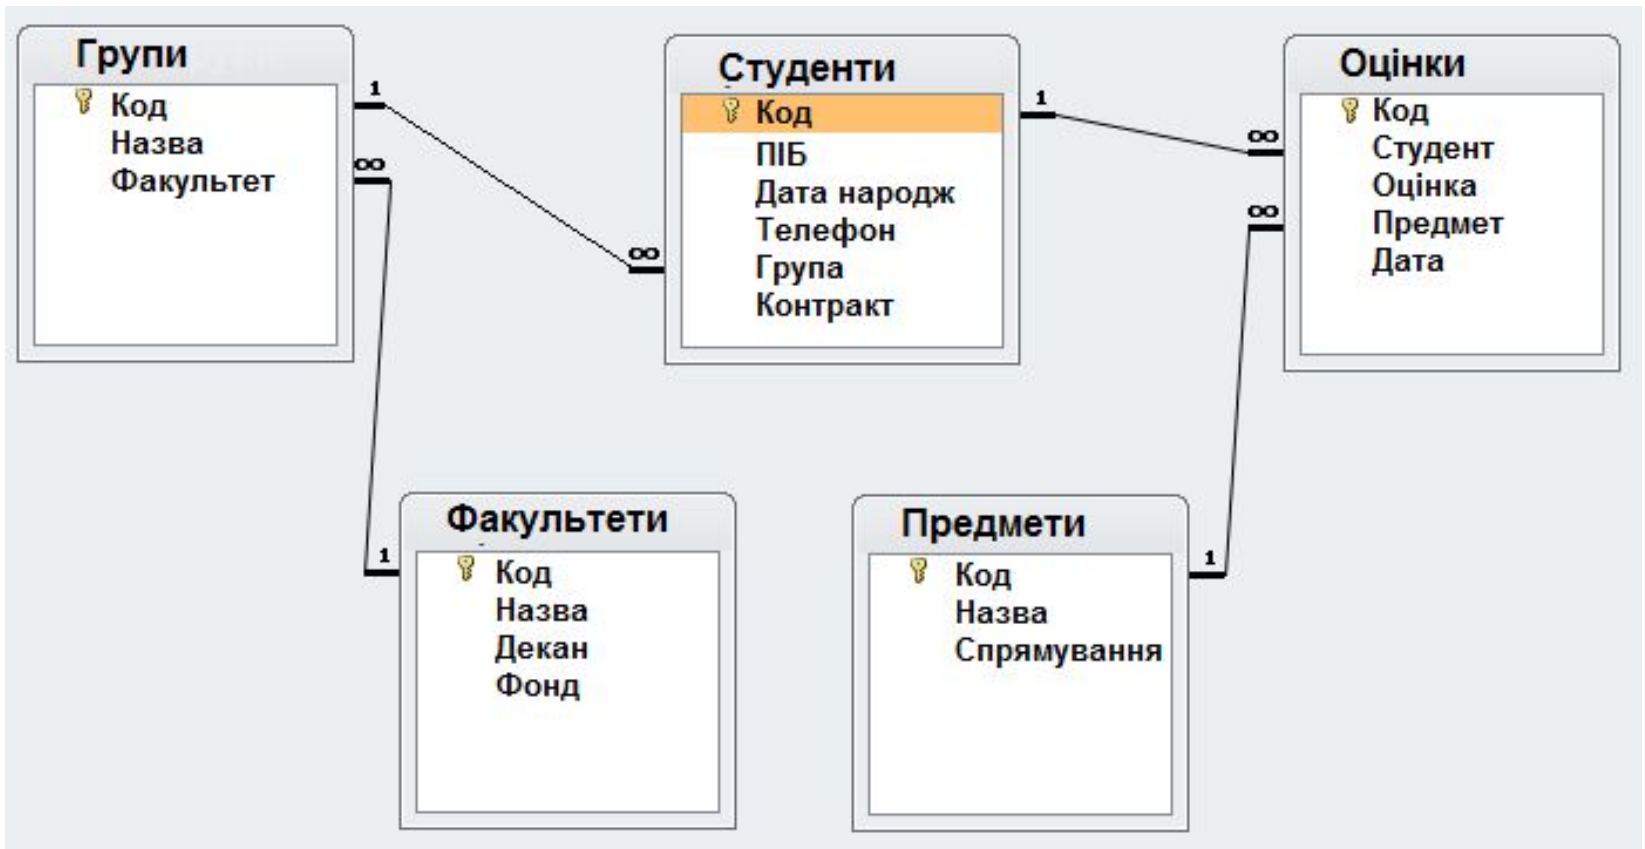 Групи
Код
Назва
Факультет
1
∞
∞
Студенти
Код
ПІБ
Дата народж
Телефон
Група
Контракт
1
∞
∞
Оцінки
Код
Студент
Оцінка
Предмет
Дата
1
Факультети
Код
Назва
Декан
Фонд
Предмети
Код
Назва
Спрямування
1